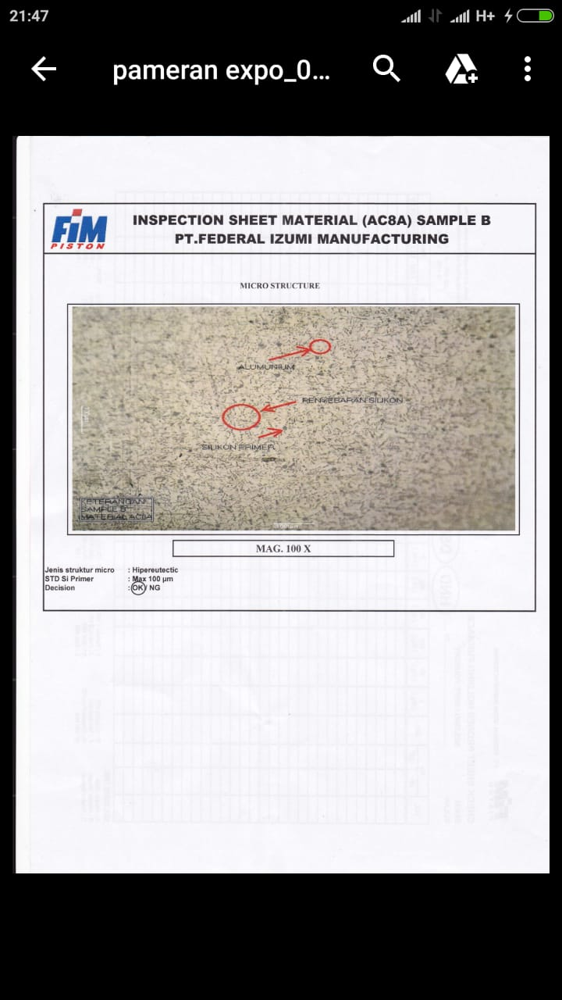 21:47
H+
pameran expo_0...
FIM
PISTON
INSPECTION SHEET MATERIAL (AC8A) SAMPLE B
PT.FEDERAL IZUMI MANUFACTURING
MICRO STRUCTURE
ALUMUNIUM
PENYEBARAN SILIKON
SILIKON PRIMER
KETERANGAN
SAMPLE B
MATERIAL AC8A
MAG. 100 X
Jenis struktur micro : Hipereutectic
STD Si Primer : Max 100 µm
Decision : OK/ NG